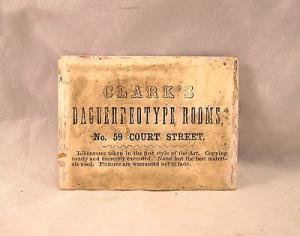 CLARK'S
DAGUERREOTYPE ROOMS,
No. 59 COURT STREET.
Likenesses taken in the first style of the Art. Copying
neatly and correctly executed. None but the best materi-
als used. Pictures are warranted not to fade.